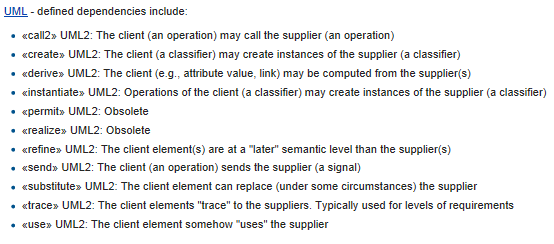 UML - defined dependencies include:
«call2» UML2: The client (an operation) may call the supplier (an operation)
«create» UML2: The client (a classifier) may create instances of the supplier (a classifier)
«derive» UML2: The client (e.g., attribute value, link) may be computed from the supplier(s)
«instantiate» UML2: Operations of the client (a classifier) may create instances of the supplier (a classifier)
«permit» UML2: Obsolete
«realize» UML2: Obsolete
«refine» UML2: The client element(s) are at a "later" semantic level than the supplier(s)
«send» UML2: The client (an operation) sends the supplier (a signal)
«substitute» UML2: The client element can replace (under some circumstances) the supplier
«trace» UML2: The client elements "trace" to the suppliers. Typically used for levels of requirements
«use» UML2: The client element somehow "uses" the supplier